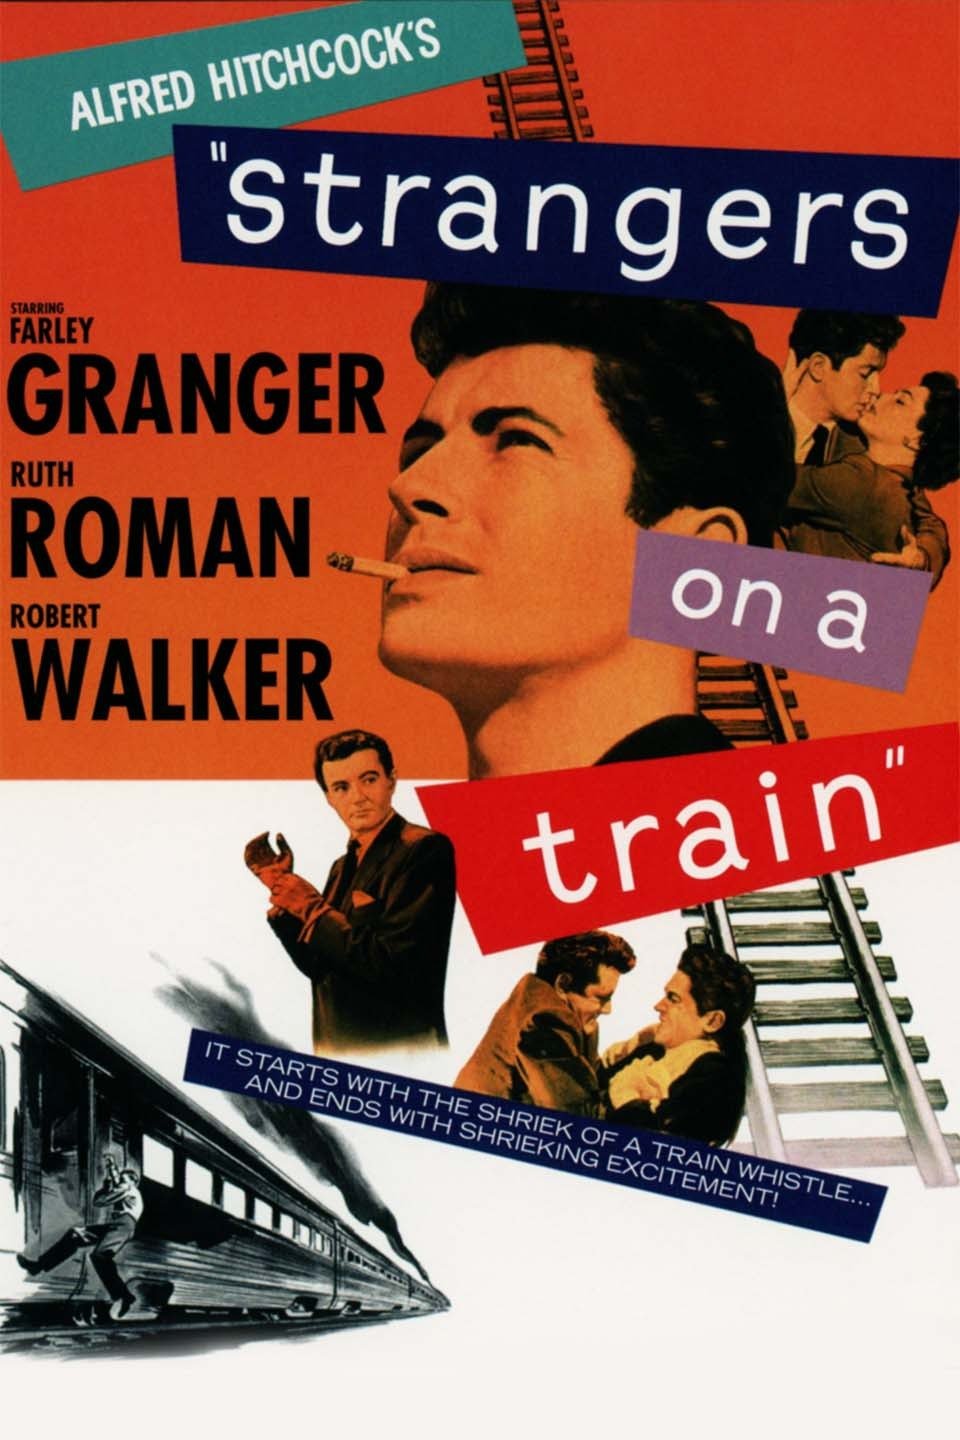 ALFRED HITCHCOCK'S
"strangers
on a
train"
STARRING
FARLEY
GRANGER
RUTH
ROMAN
ROBERT
WALKER
IT STARTS WITH THE SHRIEK OF A TRAIN WHISTLE...
AND ENDS WITH SHRIEKING EXCITEMENT!